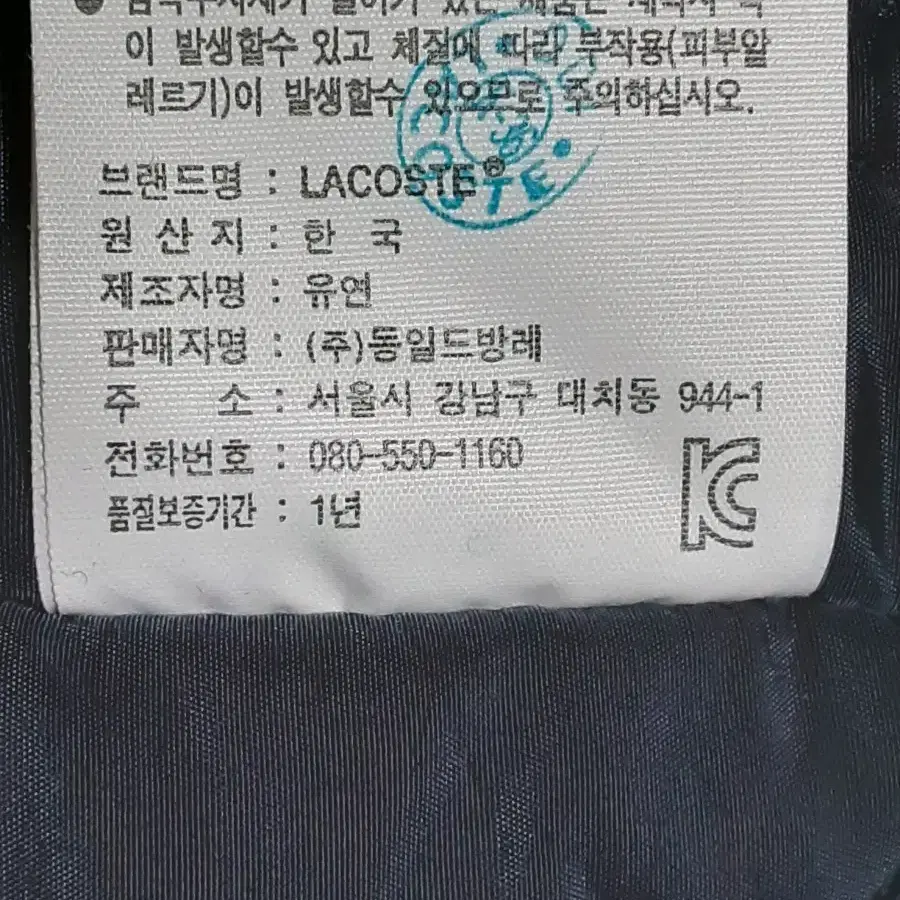 이 발생할수 있고 체질에 따라 부작용(피부알
레르기)이 발생할수 있으므로 주의하십시오.
브랜드명 : LACOSTE®
원 산 지 : 한 국
제조자명 : 유연
판매자명 : (주)동일드방레
주 소 : 서울시 강남구 대치동 944-1
전화번호 : 080-550-1160
품질보증기간 : 1년